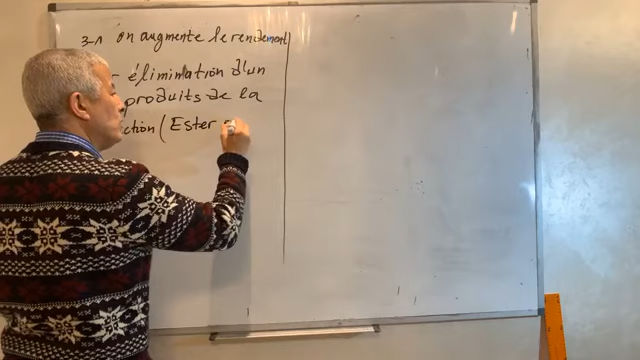 3-1 on augmente le rendement
- élimination d'un
produits de la
ction (Ester